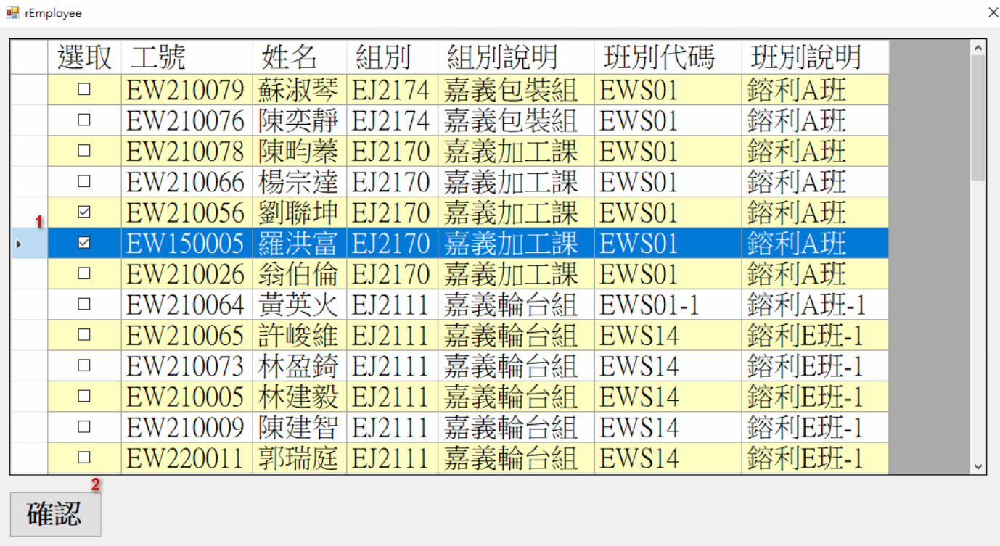 rEmployee
選取 工號 姓名 組別 組別說明 班別代碼 班別說明
EW210079 蘇淑琴 EJ2174 嘉義包裝組 EWS01 鎔利A班
EW210076 陳奕靜 EJ2174 嘉義包裝組 EWS01 鎔利A班
EW210078 陳畇蓁 EJ2170 嘉義加工課 EWS01 鎔利A班
EW210066 楊宗達 EJ2170 嘉義加工課 EWS01 鎔利A班
1
EW210056 劉聯坤 EJ2170 嘉義加工課 EWS01 鎔利A班
EW150005 羅洪富 EJ2170 嘉義加工課 EWS01 鎔利A班
EW210026 翁伯倫 EJ2170 嘉義加工課 EWS01 鎔利A班
EW210064 黃英火 EJ2111 嘉義輪台組 EWS01-1 鎔利A班-1
EW210065 許峻維 EJ2111 嘉義輪台組 EWS14 鎔利E班-1
EW210073 林盈錡 EJ2111 嘉義輪台組 EWS14 鎔利E班-1
EW210005 林建毅 EJ2111 嘉義輪台組 EWS14 鎔利E班-1
EW210009 陳建智 EJ2111 嘉義輪台組 EWS14 鎔利E班-1
EW220011 郭瑞庭 EJ2111 嘉義輪台組 EWS14 鎔利E班-1
2
確認